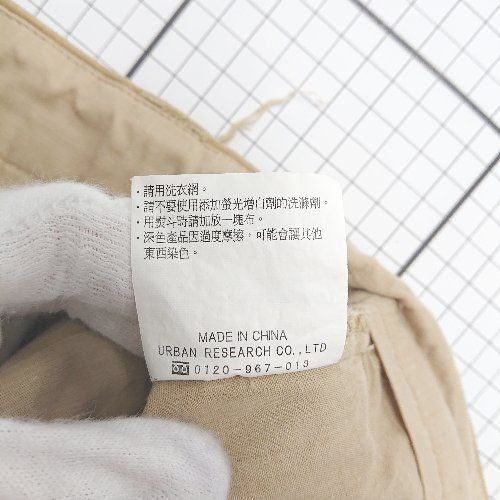 ・請用洗衣網。
・請不要使用添加螢光增白劑的洗滌劑。
・用熨斗時請加放一塊布。
・深色產品因過度摩擦，可能會讓其他
東西染色。
MADE IN CHINA
URBAN RESEARCH CO., LTD
0120-967-013